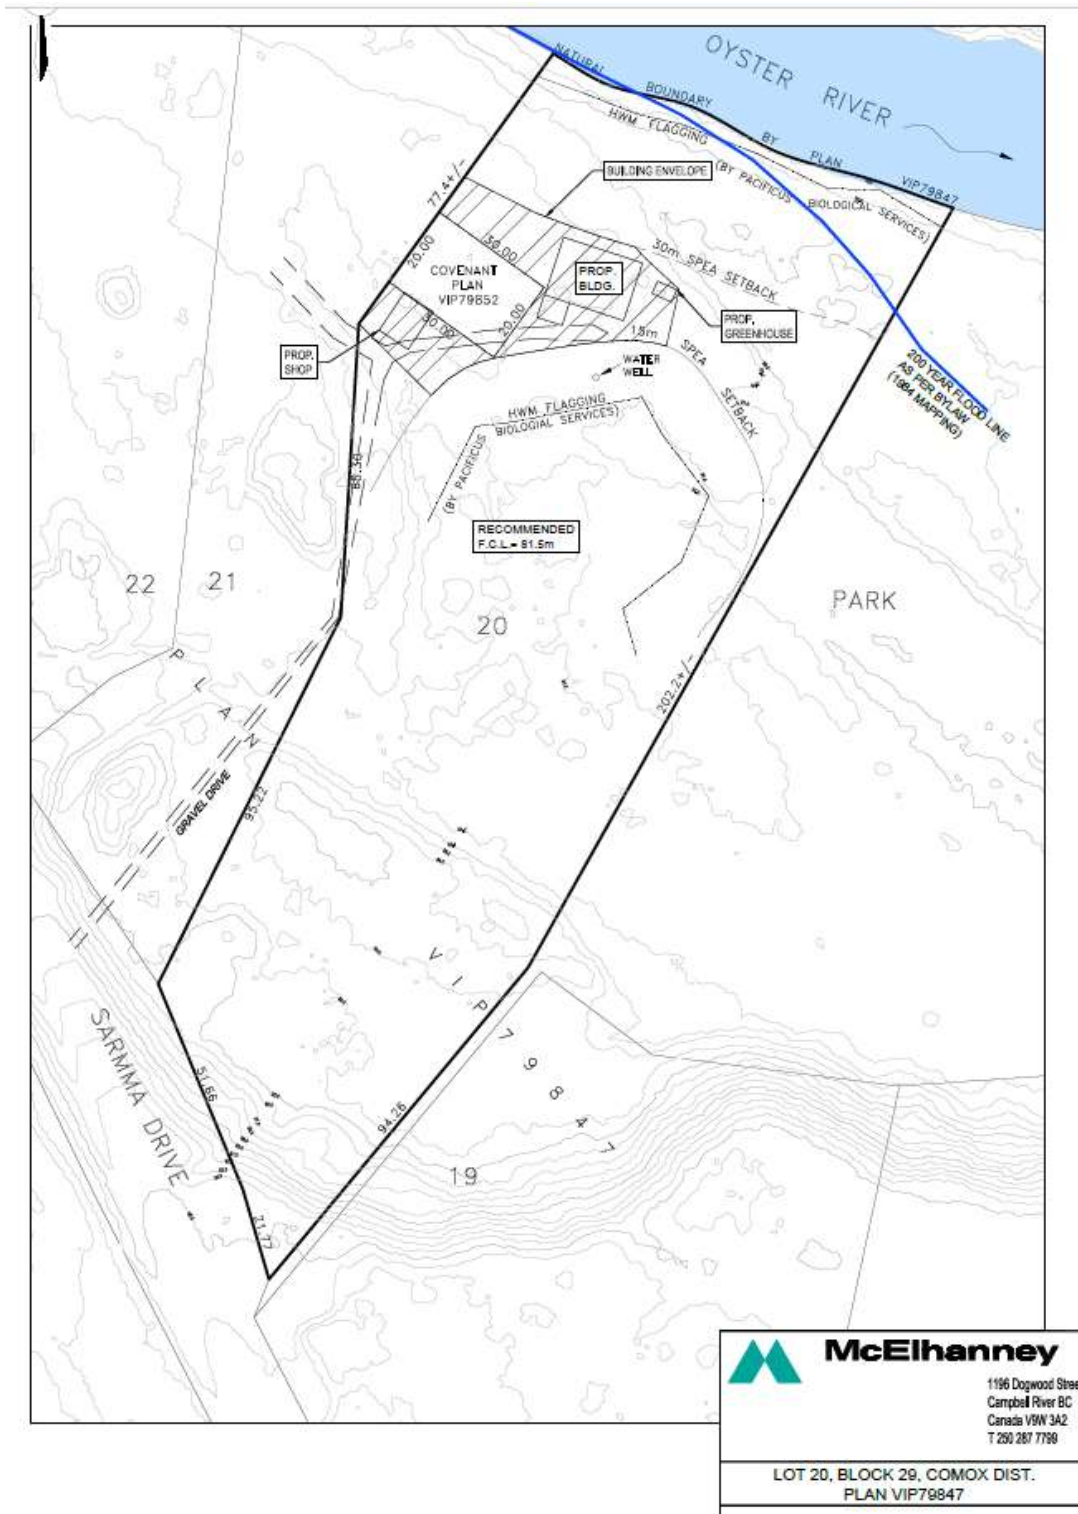 OYSTER RIVER
NATURAL BOUNDARY BY PLAN VIP79847
HWM FLAGGING (BY PACIFICUS BIOLOGICAL SERVICES)
BUILDING ENVELOPE
77.4+/-
20.00
30.00
COVENANT
PLAN
VIP79852
PROP.
BLDG.
30m SPEA SETBACK
PROP.
GREENHOUSE
30.00
20.00
15m SPEA SETBACK
PROP.
SHOP
WATER
WELL
200 YEAR FLOOD LINE
AS PER BYLAW
(1984 MAPPING)
HWM FLAGGING
(BY PACIFICUS BIOLOGIAL SERVICES)
88.30
RECOMMENDED
F.C.L. = 81.5m
22
21
20
PARK
PLAN
202.2+/-
GRAVEL DRIVE
95.22
VIP79847
SARMMA DRIVE
51.66
94.26
19
21.77
McElhanney
1196 Dogwood Stree
Campbell River BC
Canada V9W 3A2
T 250 287 7799
LOT 20, BLOCK 29, COMOX DIST.
PLAN VIP79847